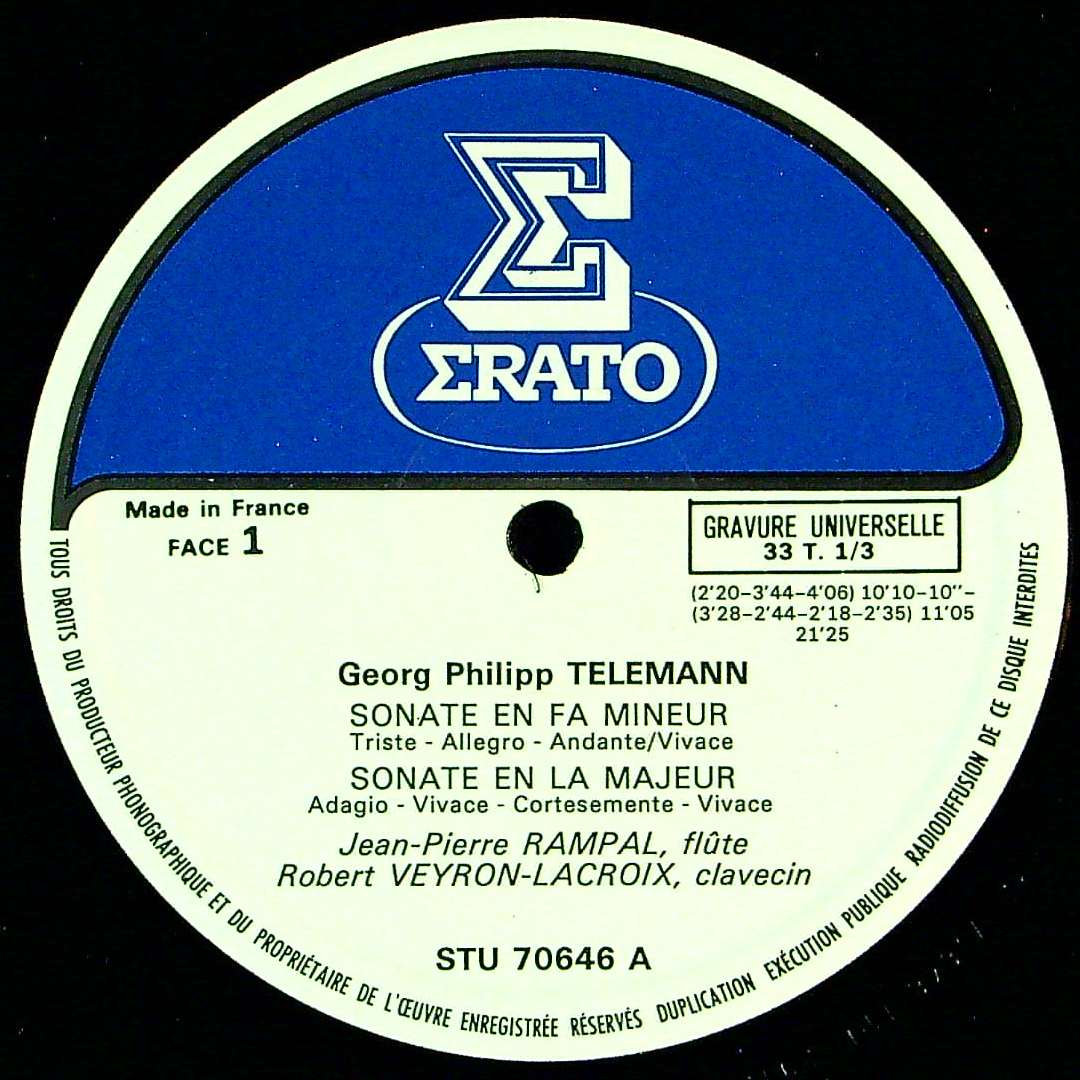 Σ
ΣRATO
Made in France
FACE 1
GRAVURE UNIVERSELLE
33 T. 1/3
(2'20-3'44-4'06) 10'10-10''-
(3'28-2'44-2'18-2'35) 11'05
21'25
Georg Philipp TELEMANN
SONATE EN FA MINEUR
Triste - Allegro - Andante/Vivace
SONATE EN LA MAJEUR
Adagio - Vivace - Cortesemente - Vivace
Jean-Pierre RAMPAL, flûte
Robert VEYRON-LACROIX, clavecin
STU 70646 A
TOUS DROITS DU PRODUCTEUR PHONOGRAPHIQUE ET DU PROPRIÉTAIRE DE L'ŒUVRE ENREGISTRÉE RÉSERVÉS DUPLICATION EXÉCUTION PUBLIQUE RADIODIFFUSION DE CE DISQUE INTERDITES